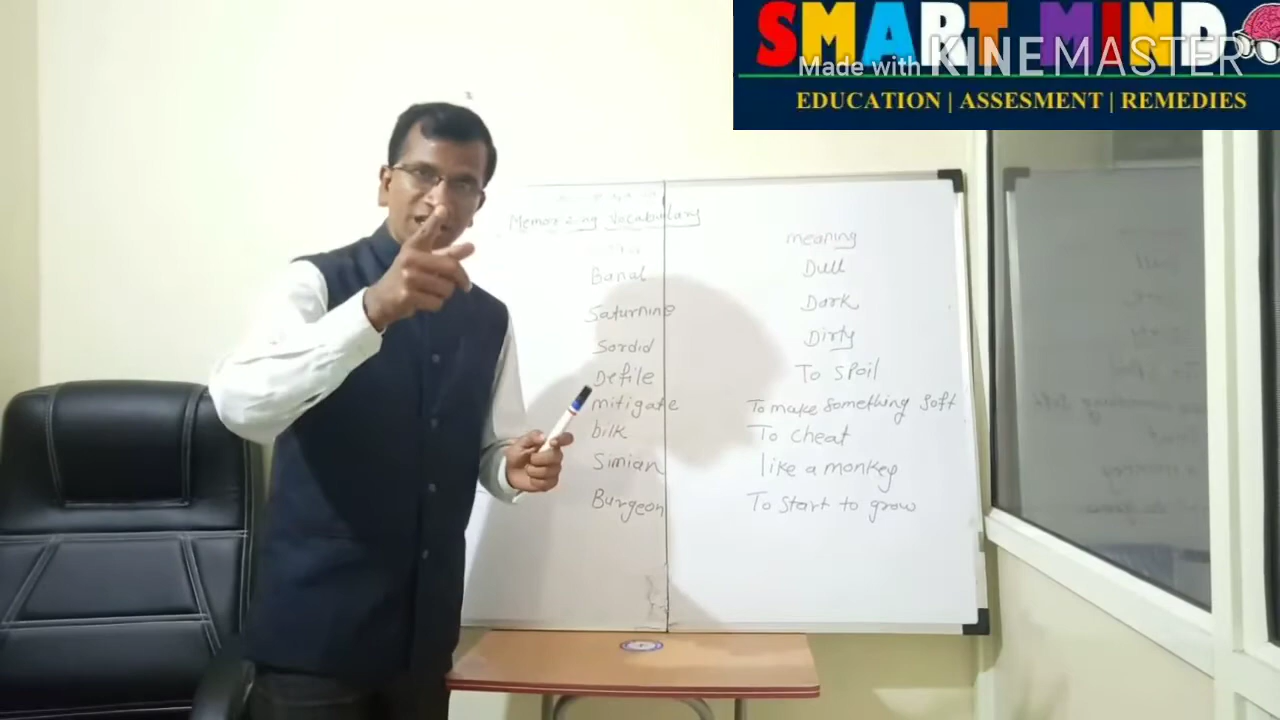 SMART MIND
Made with KINEMASTER
EDUCATION | ASSESMENT | REMEDIES
Memorizing Vocabulary
meaning
Banal Dull
Saturnine Dark
Sordid Dirty
Defile To spoil
mitigate To make something soft
bilk To cheat
Simian like a monkey
Burgeon To start to grow